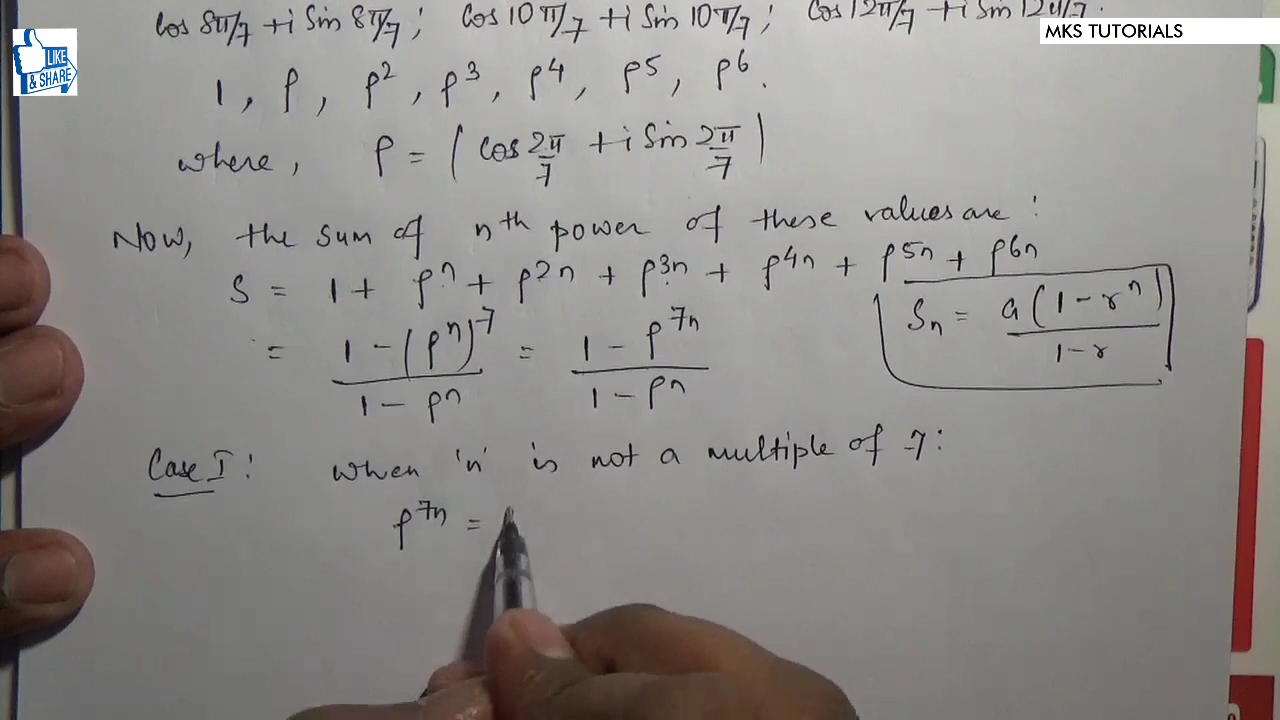 cos 8π/7 + i sin 8π/7 ; cos 10π/7 + i sin 10π/7 ; cos 12π/7 + i sin 12π/7 .
MKS TUTORIALS
LIKE
& SHARE
1 , ρ , ρ² , ρ³ , ρ⁴ , ρ⁵ , ρ⁶ .
where , ρ = ( cos 2π/7 + i sin 2π/7 )
Now, the sum of nth power of these values are :
S = 1 + ρⁿ + ρ²ⁿ + ρ³ⁿ + ρ⁴ⁿ + ρ⁵ⁿ + ρ⁶ⁿ
Sn = a(1 - rⁿ) / 1 - r
= 1 - (ρⁿ)⁷ / 1 - ρⁿ = 1 - ρ⁷ⁿ / 1 - ρⁿ
Case I : when 'n' is not a multiple of 7 :
ρ⁷ⁿ =